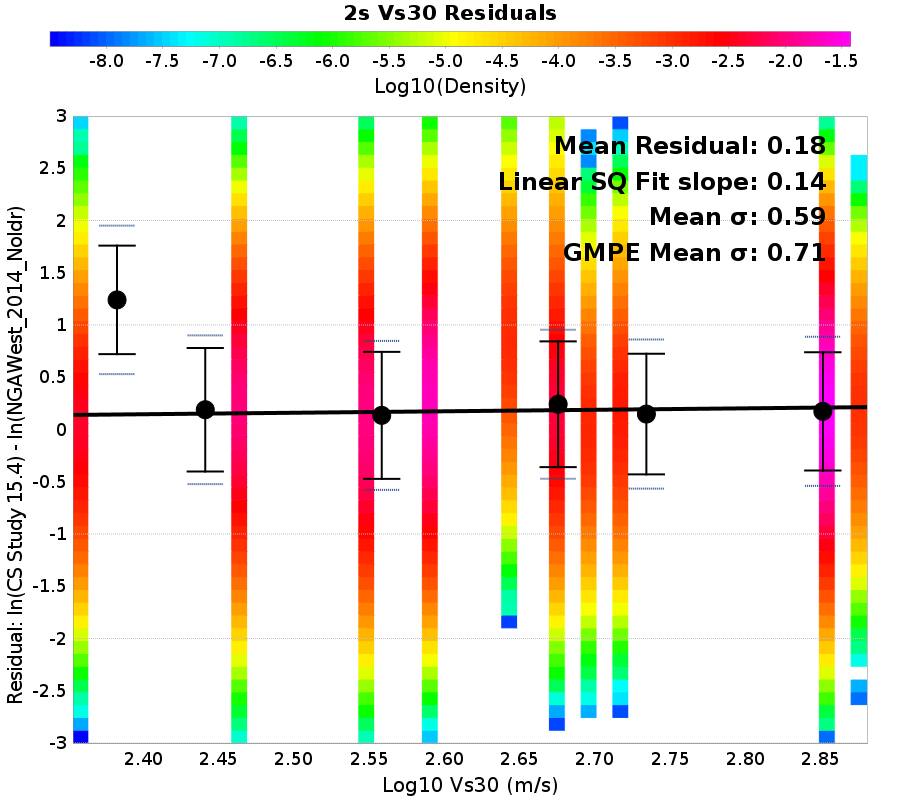 2s Vs30 Residuals
-8.0 -7.5 -7.0 -6.5 -6.0 -5.5 -5.0 -4.5 -4.0 -3.5 -3.0 -2.5 -2.0 -1.5
Log10(Density)
Mean Residual: 0.18
Linear SQ Fit slope: 0.14
Mean σ: 0.59
GMPE Mean σ: 0.71
Residual: ln(CS Study 15.4) - ln(NGAWest_2014_NoIdr)
3
2.5
2
1.5
1
0.5
0
-0.5
-1
-1.5
-2
-2.5
-3
2.40 2.45 2.50 2.55 2.60 2.65 2.70 2.75 2.80 2.85
Log10 Vs30 (m/s)